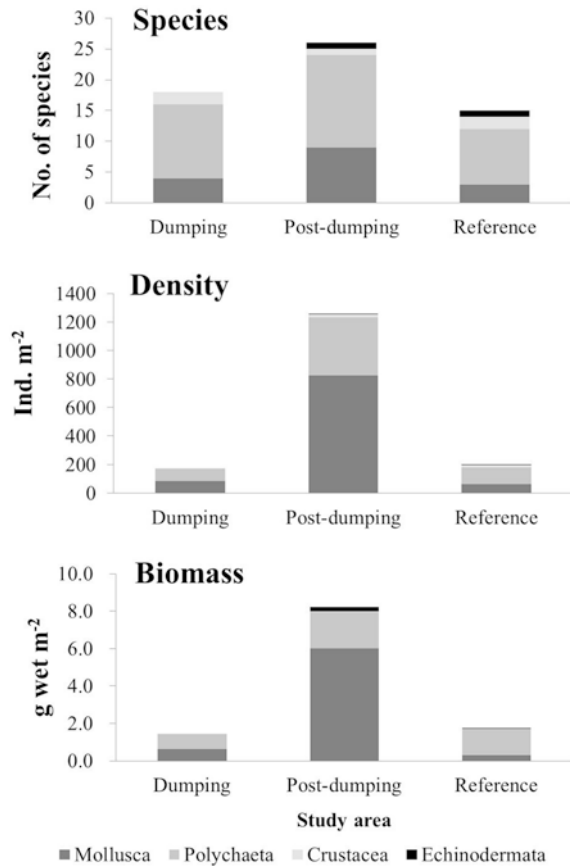 Species
No. of species
30
25
20
15
10
5
0
Dumping Post-dumping Reference
Density
Ind. m⁻²
1400
1200
1000
800
600
400
200
0
Dumping Post-dumping Reference
Biomass
g wet m⁻²
10.0
8.0
6.0
4.0
2.0
0.0
Dumping Post-dumping Reference
Study area
Mollusca Polychaeta Crustacea Echinodermata